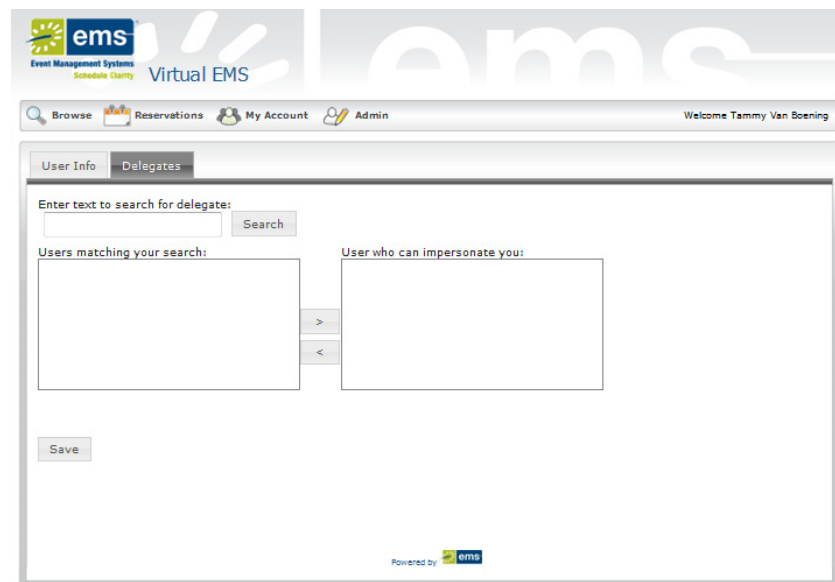 ems
Event Management Systems
Schedule Clarity
Virtual EMS
ems
Browse Reservations My Account Admin Welcome Tammy Van Boening
User Info Delegates
Enter text to search for delegate:
Search
Users matching your search: User who can impersonate you:
>
<
Save
Powered by ems